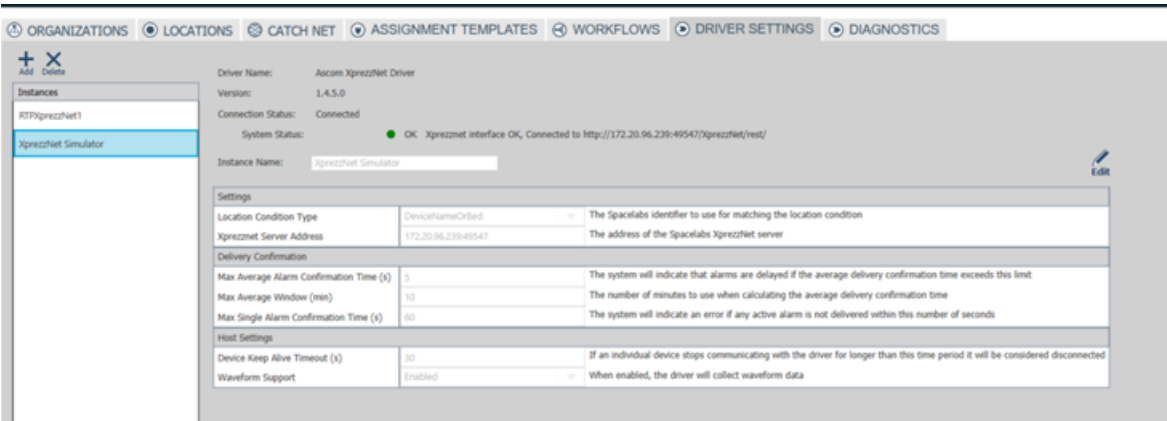 ORGANIZATIONS LOCATIONS CATCH NET ASSIGNMENT TEMPLATES WORKFLOWS DRIVER SETTINGS DIAGNOSTICS
Add Delete
Instances
RTPXprezzNet1
XprezzNet Simulator
Driver Name: Ascom XprezzNet Driver
Version: 1.4.5.0
Connection Status: Connected
System Status: OK Xprezznet interface OK, Connected to http://172.20.96.239:49547/XprezzNet/rest/
Instance Name: XprezzNet Simulator
Edit
Settings
Location Condition Type DeviceNameOrBed The Spacelabs identifier to use for matching the location condition
Xprezznet Server Address 172.20.96.239:49547 The address of the Spacelabs XprezzNet server
Delivery Confirmation
Max Average Alarm Confirmation Time (s) 5 The system will indicate that alarms are delayed if the average delivery confirmation time exceeds this limit
Max Average Window (min) 10 The number of minutes to use when calculating the average delivery confirmation time
Max Single Alarm Confirmation Time (s) 60 The system will indicate an error if any active alarm is not delivered within this number of seconds
Host Settings
Device Keep Alive Timeout (s) 30 If an individual device stops communicating with the driver for longer than this time period it will be considered disconnected
Waveform Support Enabled When enabled, the driver will collect waveform data